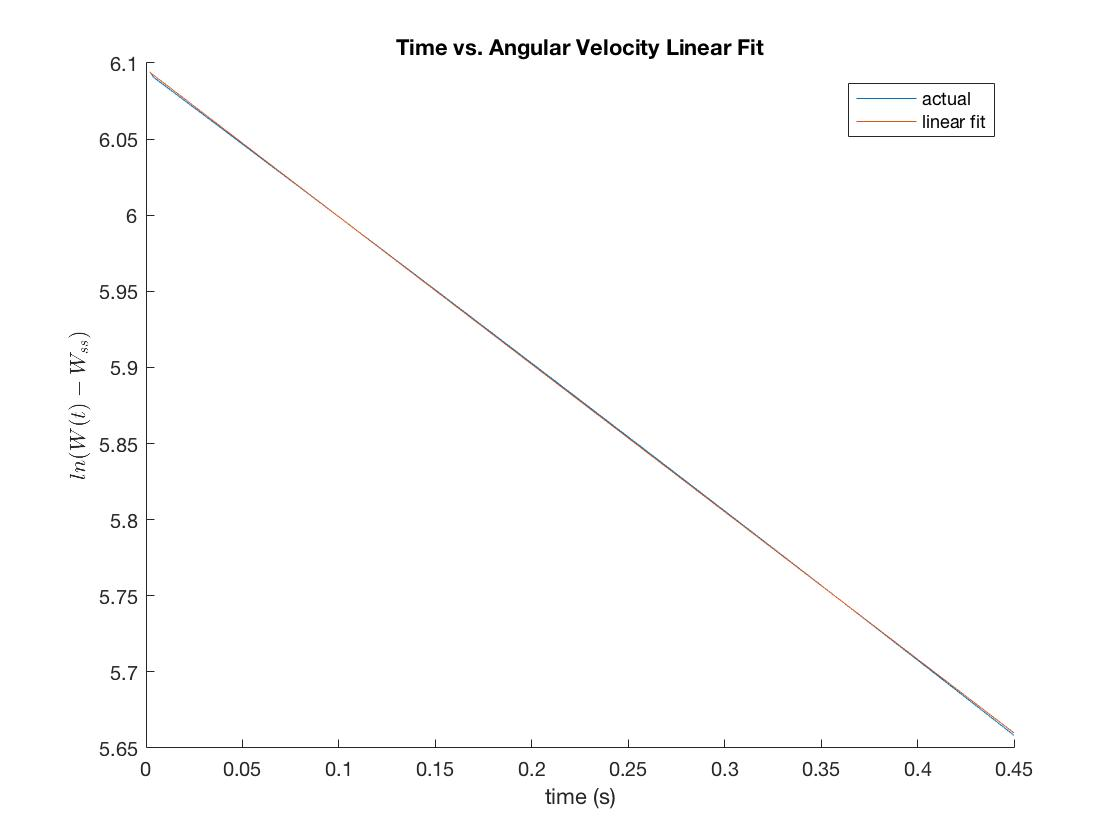 Time vs. Angular Velocity Linear Fit
actual
linear fit
6.1
6.05
6
5.95
5.9
5.85
5.8
5.75
5.7
5.65
ln(W(t) − Wss)
0 0.05 0.1 0.15 0.2 0.25 0.3 0.35 0.4 0.45
time (s)